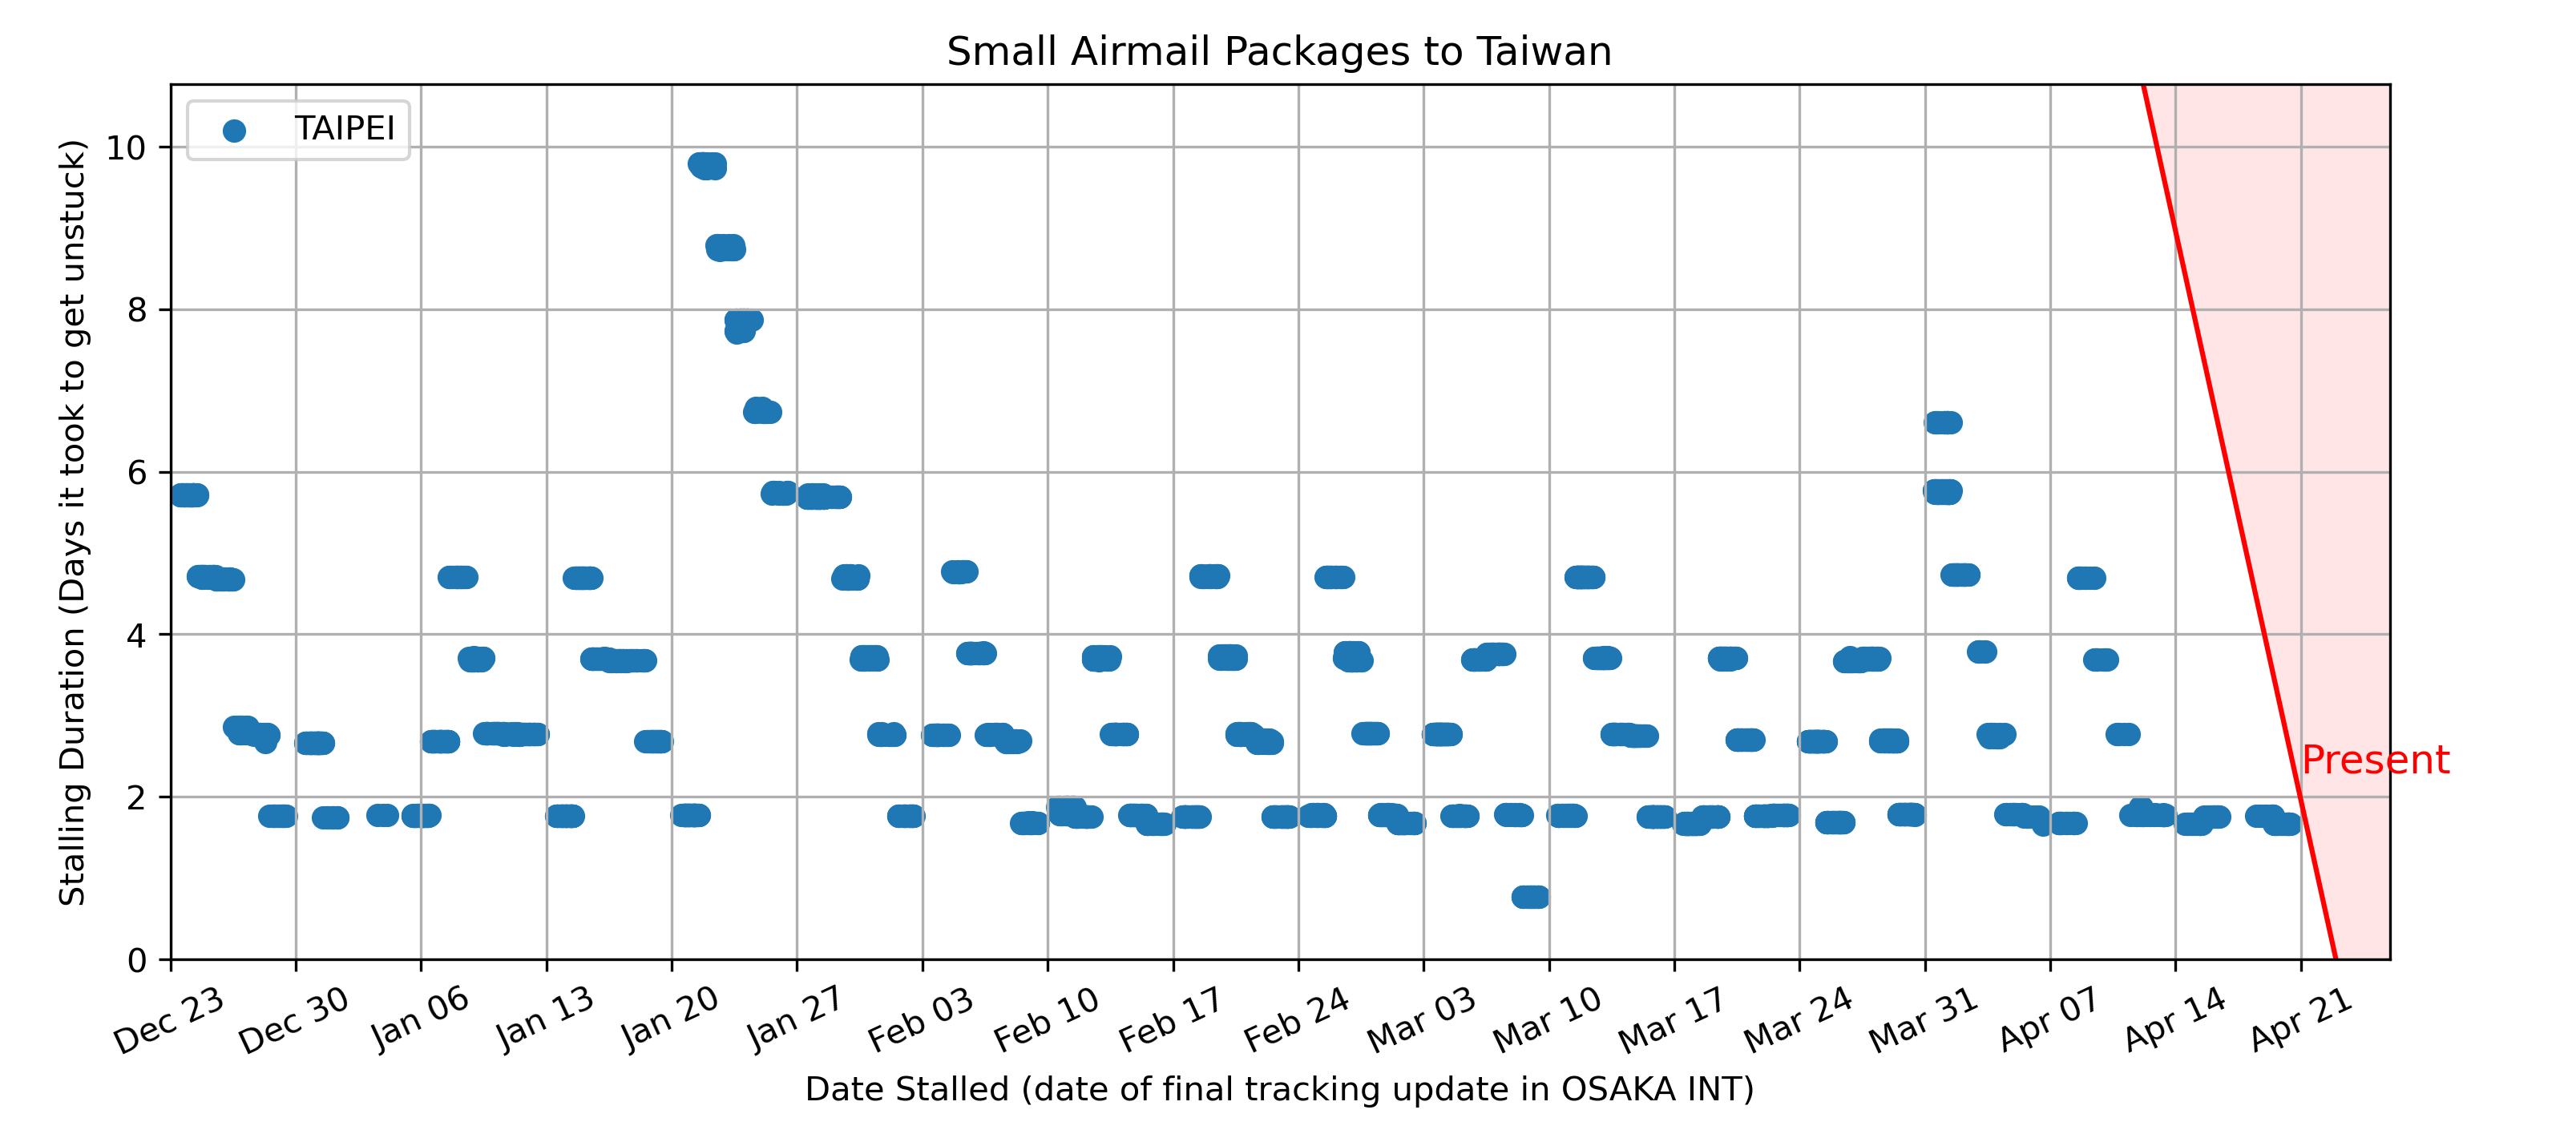 Small Airmail Packages to Taiwan
TAIPEI
Stalling Duration (Days it took to get unstuck)
10
8
6
4
2
0
Present
Dec 23
Dec 30
Jan 06
Jan 13
Jan 20
Jan 27
Feb 03
Feb 10
Feb 17
Feb 24
Mar 03
Mar 10
Mar 17
Mar 24
Mar 31
Apr 07
Apr 14
Apr 21
Date Stalled (date of final tracking update in OSAKA INT)